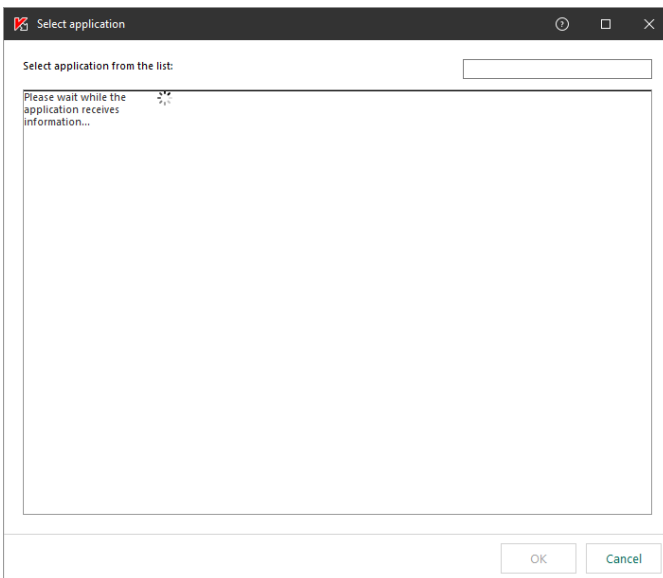 Select application
Select application from the list:
Please wait while the
application receives
information...
OK
Cancel